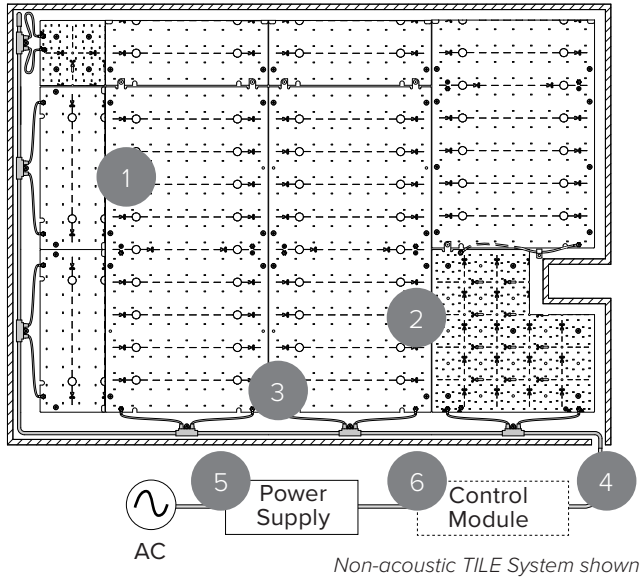 1
2
3
5
Power
Supply
6
Control
Module
4
AC
Non-acoustic TILE System shown